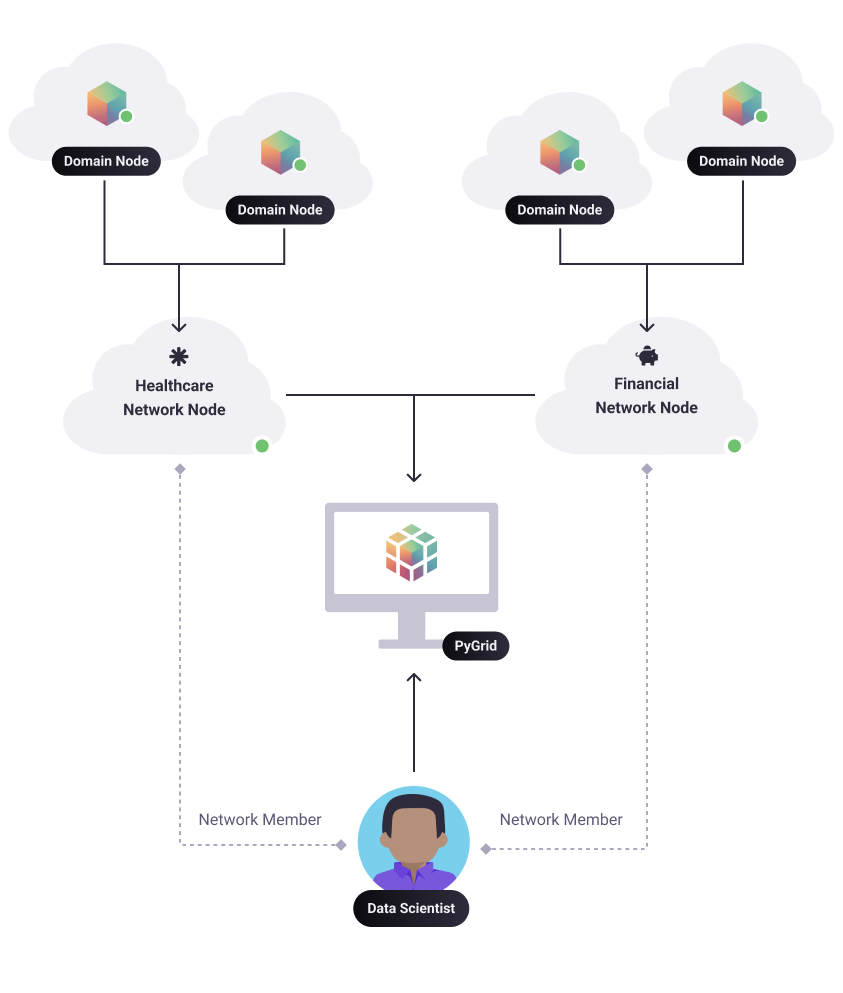 Domain Node
Domain Node
Domain Node
Domain Node
Healthcare
Network Node
Financial
Network Node
PyGrid
Network Member
Network Member
Data Scientist